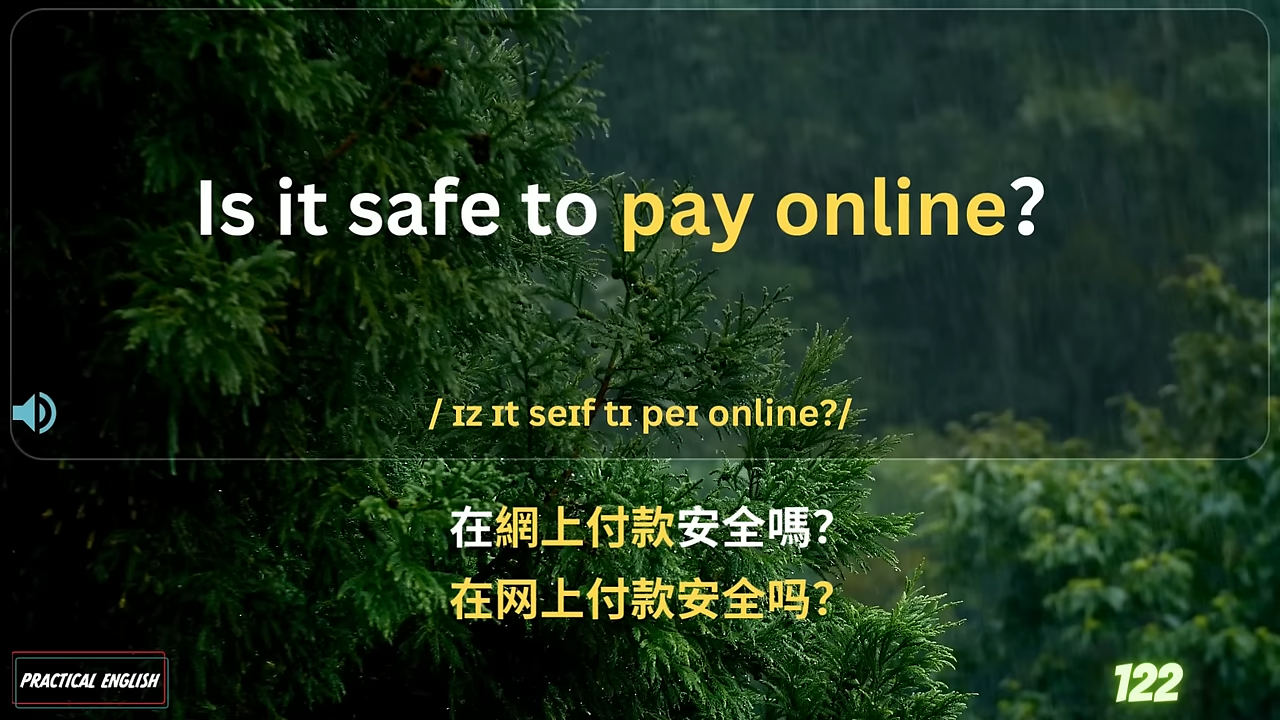 Is it safe to pay online?
/ ɪz ɪt seɪf tɪ peɪ online?/
在網上付款安全嗎?
在网上付款安全吗?
PRACTICAL ENGLISH
122